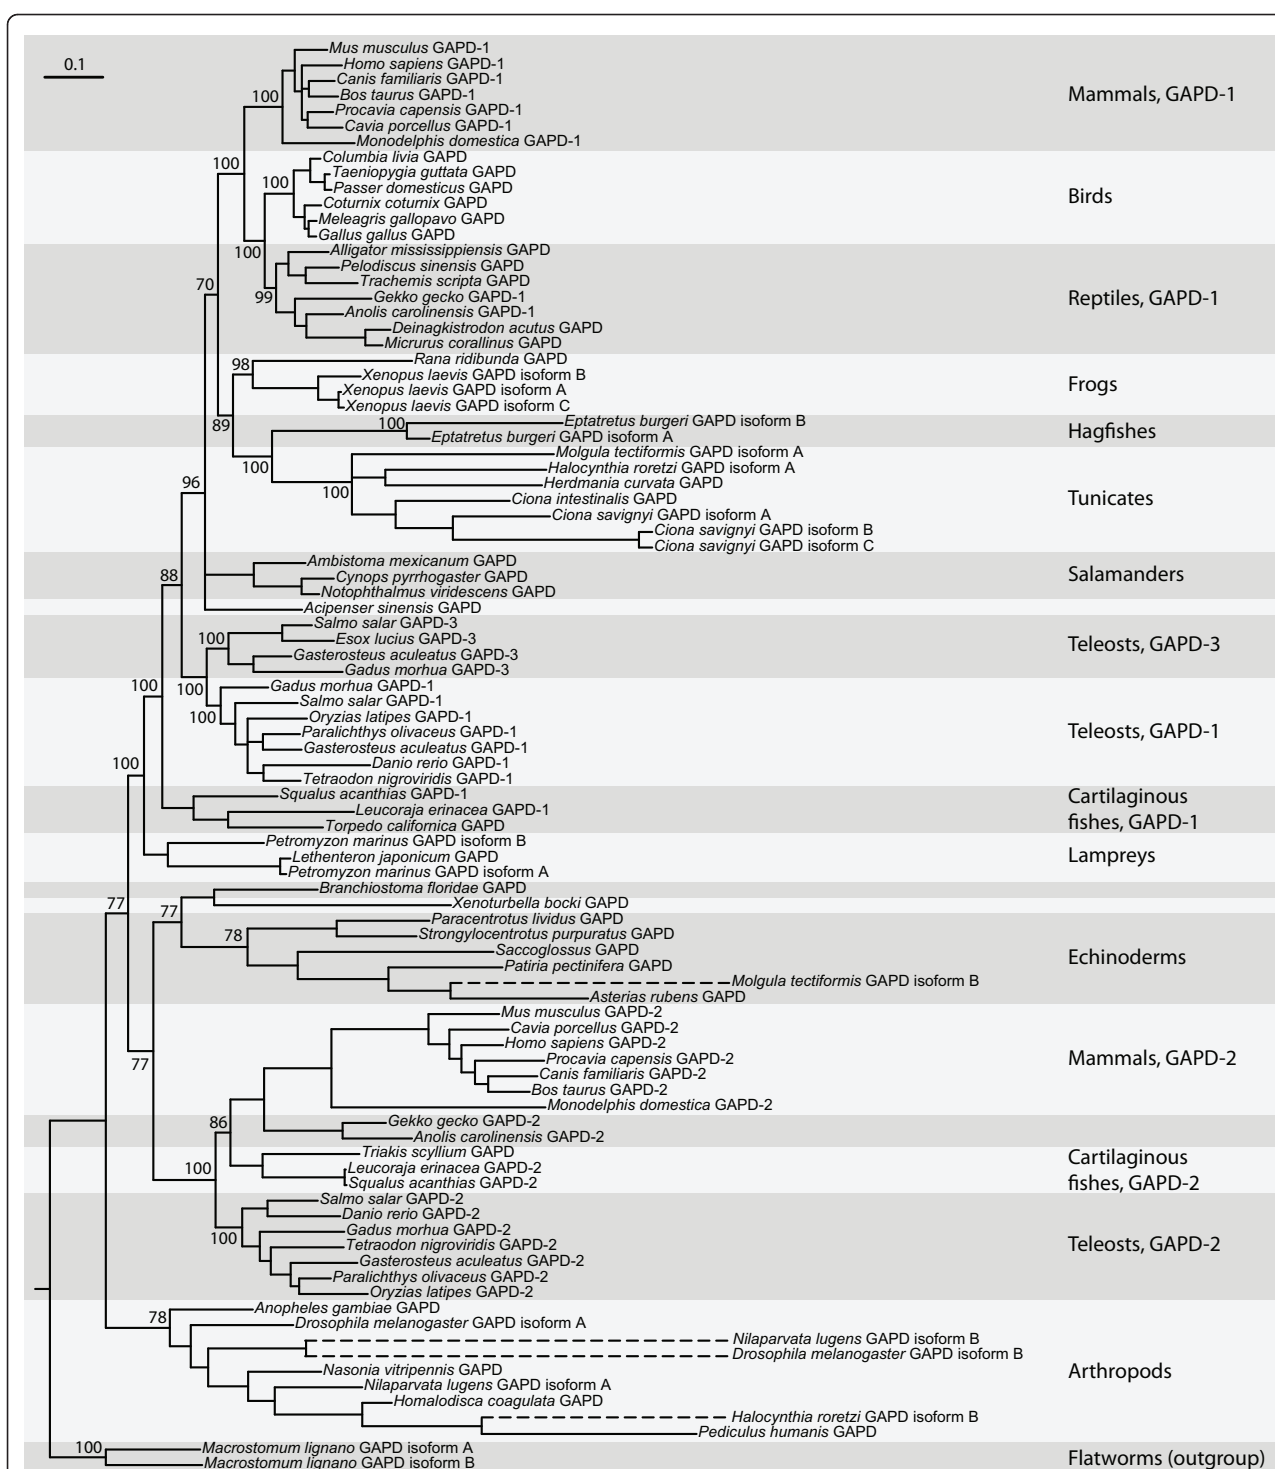 0.1
Mus musculus GAPD-1
Homo sapiens GAPD-1
Canis familiaris GAPD-1
Bos taurus GAPD-1
Procavia capensis GAPD-1
Cavia porcellus GAPD-1
Monodelphis domestica GAPD-1
Mammals, GAPD-1
100
100
Columbia livia GAPD
Taeniopygia guttata GAPD
Passer domesticus GAPD
Coturnix coturnix GAPD
Meleagris gallopavo GAPD
Gallus gallus GAPD
Birds
100
100
Alligator mississippiensis GAPD
Pelodiscus sinensis GAPD
Trachemis scripta GAPD
Gekko gecko GAPD-1
Anolis carolinensis GAPD-1
Deinagkistrodon acutus GAPD
Micrurus corallinus GAPD
Reptiles, GAPD-1
70
99
Rana ridibunda GAPD
Xenopus laevis GAPD isoform B
Xenopus laevis GAPD isoform A
Xenopus laevis GAPD isoform C
Frogs
98
89
Eptatretus burgeri GAPD isoform B
Eptatretus burgeri GAPD isoform A
Hagfishes
100
100
Molgula tectiformis GAPD isoform A
Halocynthia roretzi GAPD isoform A
Herdmania curvata GAPD
Ciona intestinalis GAPD
Ciona savignyi GAPD isoform A
Ciona savignyi GAPD isoform B
Ciona savignyi GAPD isoform C
Tunicates
100
96
Ambistoma mexicanum GAPD
Cynops pyrrhogaster GAPD
Notophthalmus viridescens GAPD
Salamanders
88
Acipenser sinensis GAPD
Salmo salar GAPD-3
Esox lucius GAPD-3
Gasterosteus aculeatus GAPD-3
Gadus morhua GAPD-3
Teleosts, GAPD-3
100
100
100
Gadus morhua GAPD-1
Salmo salar GAPD-1
Oryzias latipes GAPD-1
Paralichthys olivaceus GAPD-1
Gasterosteus aculeatus GAPD-1
Danio rerio GAPD-1
Tetraodon nigroviridis GAPD-1
Teleosts, GAPD-1
100
100
Squalus acanthias GAPD-1
Leucoraja erinacea GAPD-1
Torpedo californica GAPD
Cartilaginous
fishes, GAPD-1
Petromyzon marinus GAPD isoform B
Lethenteron japonicum GAPD
Petromyzon marinus GAPD isoform A
Lampreys
Branchiostoma floridae GAPD
Xenoturbella bocki GAPD
77
77
Paracentrotus lividus GAPD
Strongylocentrotus purpuratus GAPD
Saccoglossus GAPD
Patiria pectinifera GAPD
Molgula tectiformis GAPD isoform B
Asterias rubens GAPD
Echinoderms
78
77
Mus musculus GAPD-2
Cavia porcellus GAPD-2
Homo sapiens GAPD-2
Procavia capensis GAPD-2
Canis familiaris GAPD-2
Bos taurus GAPD-2
Monodelphis domestica GAPD-2
Mammals, GAPD-2
86
Gekko gecko GAPD-2
Anolis carolinensis GAPD-2
100
Triakis scyllium GAPD
Leucoraja erinacea GAPD-2
Squalus acanthias GAPD-2
Cartilaginous
fishes, GAPD-2
Salmo salar GAPD-2
Danio rerio GAPD-2
Gadus morhua GAPD-2
Tetraodon nigroviridis GAPD-2
Gasterosteus aculeatus GAPD-2
Paralichthys olivaceus GAPD-2
Oryzias latipes GAPD-2
Teleosts, GAPD-2
100
78
Anopheles gambiae GAPD
Drosophila melanogaster GAPD isoform A
Nilaparvata lugens GAPD isoform B
Drosophila melanogaster GAPD isoform B
Nasonia vitripennis GAPD
Nilaparvata lugens GAPD isoform A
Homalodisca coagulata GAPD
Halocynthia roretzi GAPD isoform B
Pediculus humanis GAPD
Arthropods
100
Macrostomum lignano GAPD isoform A
Macrostomum lignano GAPD isoform B
Flatworms (outgroup)